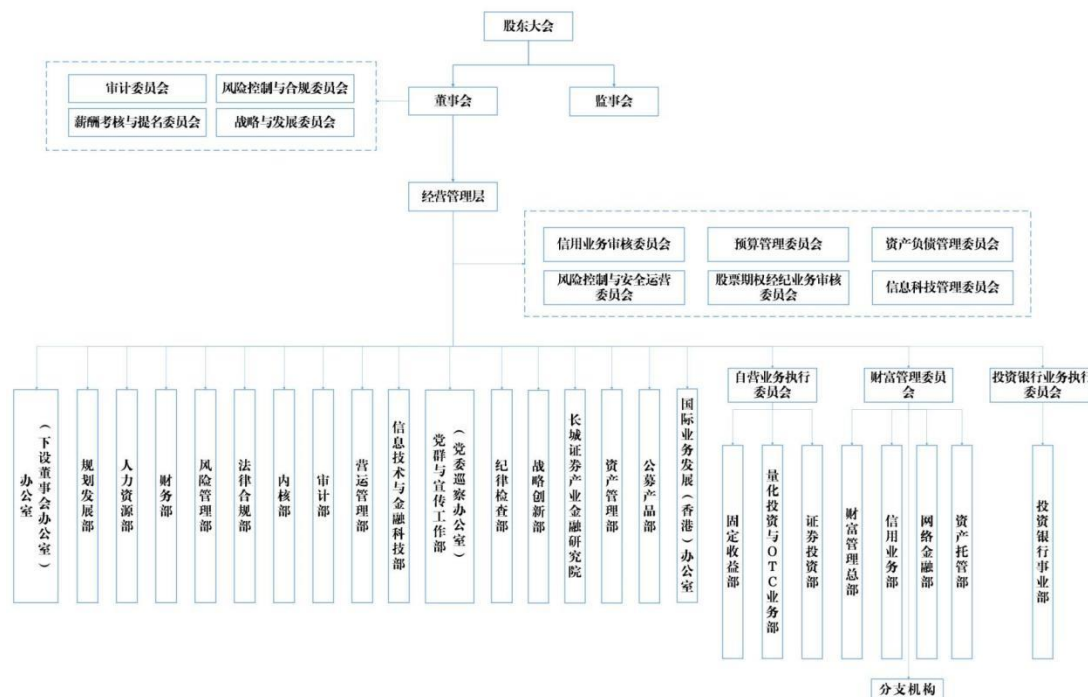 股东大会
审计委员会
风险控制与合规委员会
薪酬考核与提名委员会
战略与发展委员会
董事会
监事会
经营管理层
信用业务审核委员会
预算管理委员会
资产负债管理委员会
风险控制与安全运营
委员会
股票期权经纪业务审核
委员会
信息科技管理委员会
自营业务执行
委员会
财富管理委员
会
投资银行业务执行
委员会
办公室
（下设董事会办公室）
规划发展部
人力资源部
财务部
风险管理部
法律合规部
内核部
审计部
营运管理部
信息技术与金融科技部
党群与宣传工作部
（党委巡察办公室）
纪律检查部
战略创新部
长城证券产业金融研究院
资产管理部
公募产品部
国际业务发展（香港）办公室
固定收益部
量化投资与OTC业务部
证券投资部
财富管理总部
信用业务部
网络金融部
资产托管部
投资银行事业部
分支机构